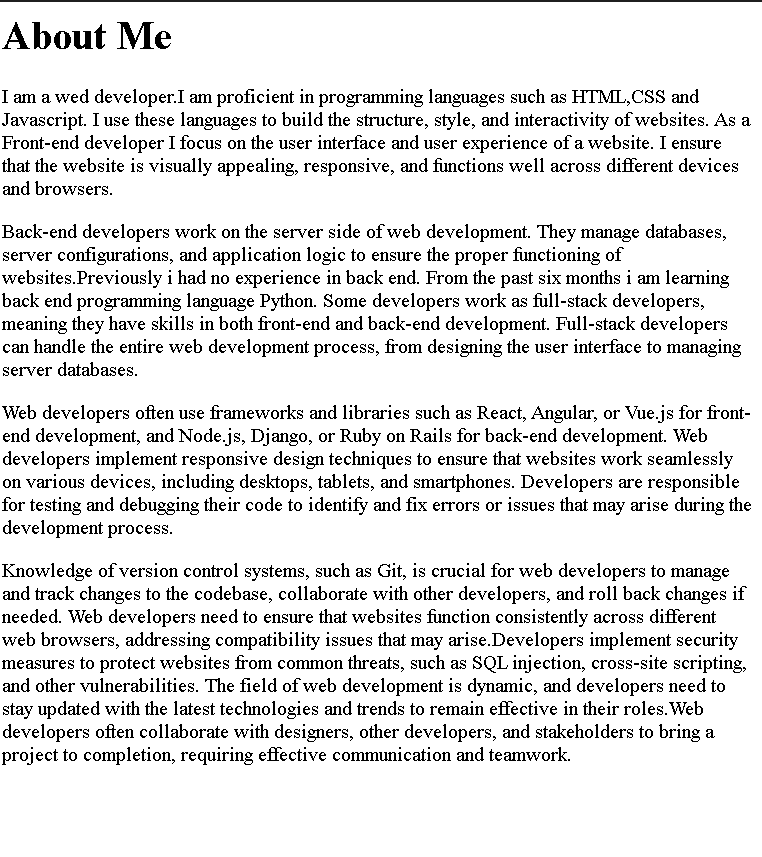 About Me
I am a wed developer.I am proficient in programming languages such as HTML,CSS and
Javascript. I use these languages to build the structure, style, and interactivity of websites. As a
Front-end developer I focus on the user interface and user experience of a website. I ensure
that the website is visually appealing, responsive, and functions well across different devices
and browsers.
Back-end developers work on the server side of web development. They manage databases,
server configurations, and application logic to ensure the proper functioning of
websites.Previously i had no experience in back end. From the past six months i am learning
back end programming language Python. Some developers work as full-stack developers,
meaning they have skills in both front-end and back-end development. Full-stack developers
can handle the entire web development process, from designing the user interface to managing
server databases.
Web developers often use frameworks and libraries such as React, Angular, or Vue.js for front-
end development, and Node.js, Django, or Ruby on Rails for back-end development. Web
developers implement responsive design techniques to ensure that websites work seamlessly
on various devices, including desktops, tablets, and smartphones. Developers are responsible
for testing and debugging their code to identify and fix errors or issues that may arise during the
development process.
Knowledge of version control systems, such as Git, is crucial for web developers to manage
and track changes to the codebase, collaborate with other developers, and roll back changes if
needed. Web developers need to ensure that websites function consistently across different
web browsers, addressing compatibility issues that may arise.Developers implement security
measures to protect websites from common threats, such as SQL injection, cross-site scripting,
and other vulnerabilities. The field of web development is dynamic, and developers need to
stay updated with the latest technologies and trends to remain effective in their roles.Web
developers often collaborate with designers, other developers, and stakeholders to bring a
project to completion, requiring effective communication and teamwork.